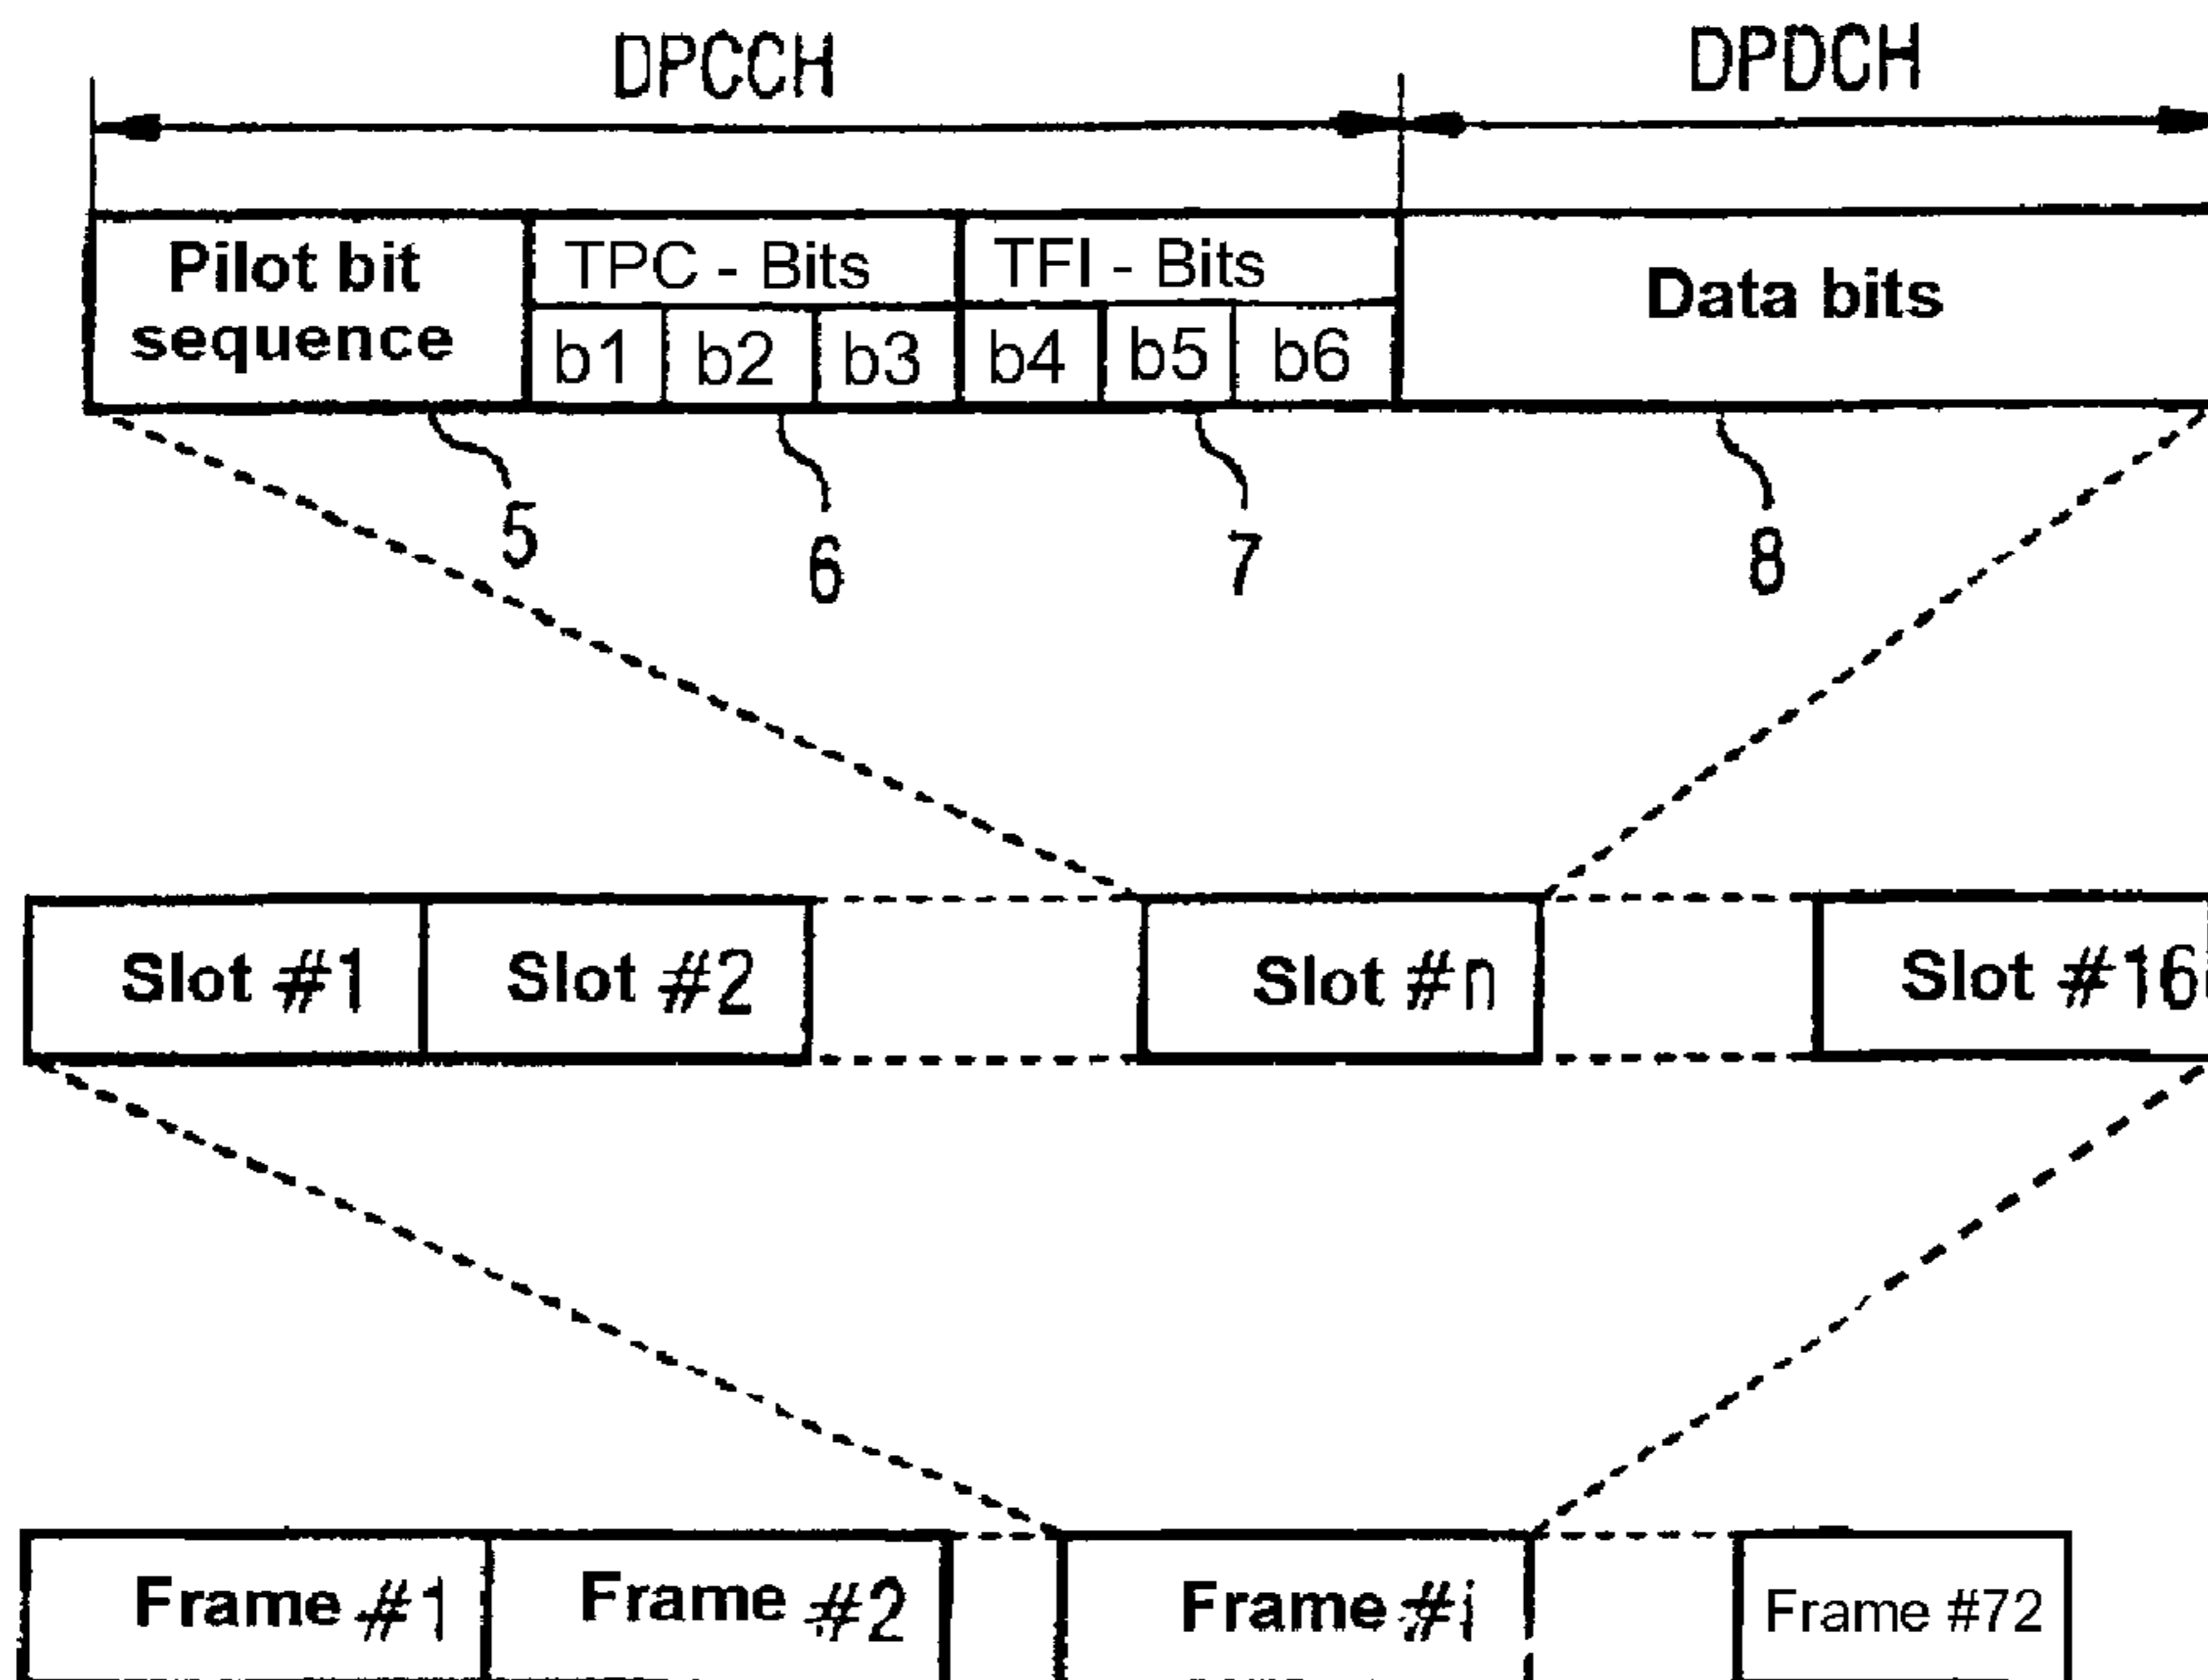 DPCCH DPDCH
Pilot bit sequence TPC - Bits TFI - Bits Data bits
b1 b2 b3 b4 b5 b6
5 6 7 8
Slot #1 Slot #2 Slot #n Slot #16
Frame #1 Frame #2 Frame #i Frame #72